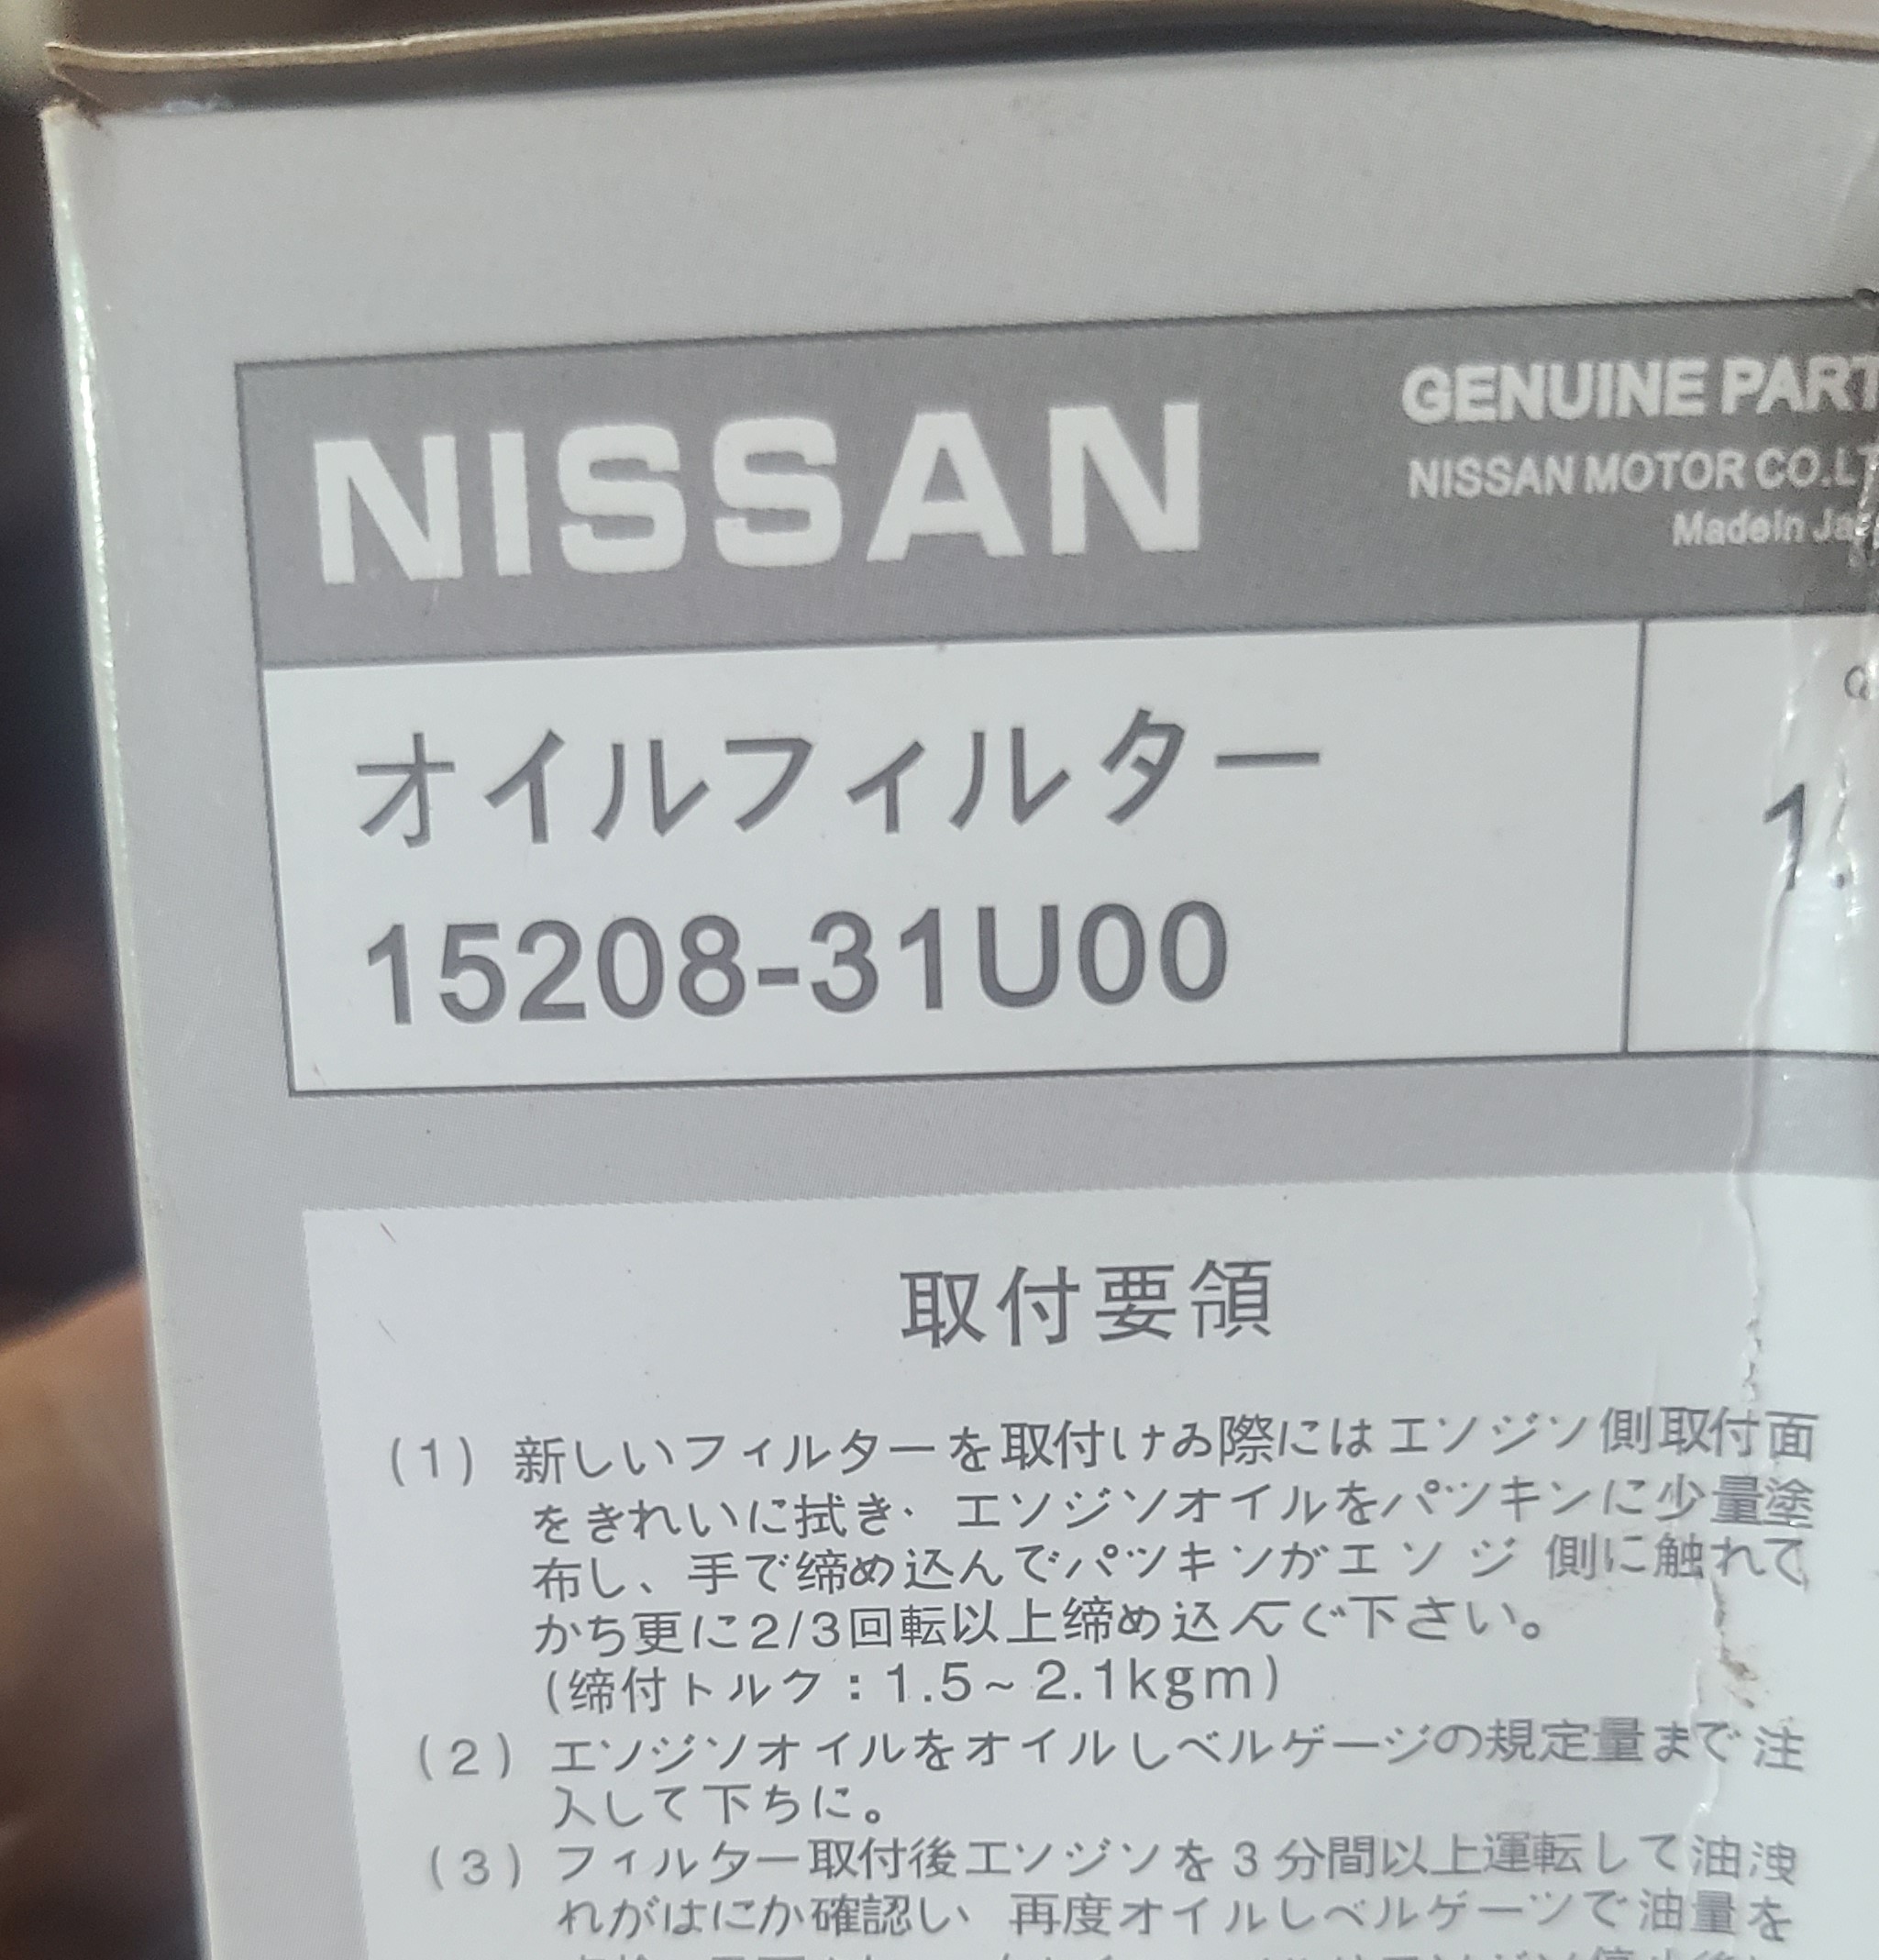 NISSAN
GENUINE PART
NISSAN MOTOR CO.LT
MadeIn Ja
オイルフィルター
15208-31U00
1.
取付要領
(1) 新しいフィルターを取付けゐ際にはエソジソ側取付面
をきれいに拭き· エソジソオイルをパツキンに少量塗
布し、手で締め込んでパツキンがエソジ 側に触れて
かち更に2/3回転以上締め込んぐ下さい。
(締付トルク：1.5～2.1kgm)
(2) エソジソオイルをオイルしベルゲージの規定量まで注
入して下ちに。
(3) フィルター取付後エソジソを3分間以上運転して油洩
れがはにか確認し 再度オイルしベルゲーツで油量を